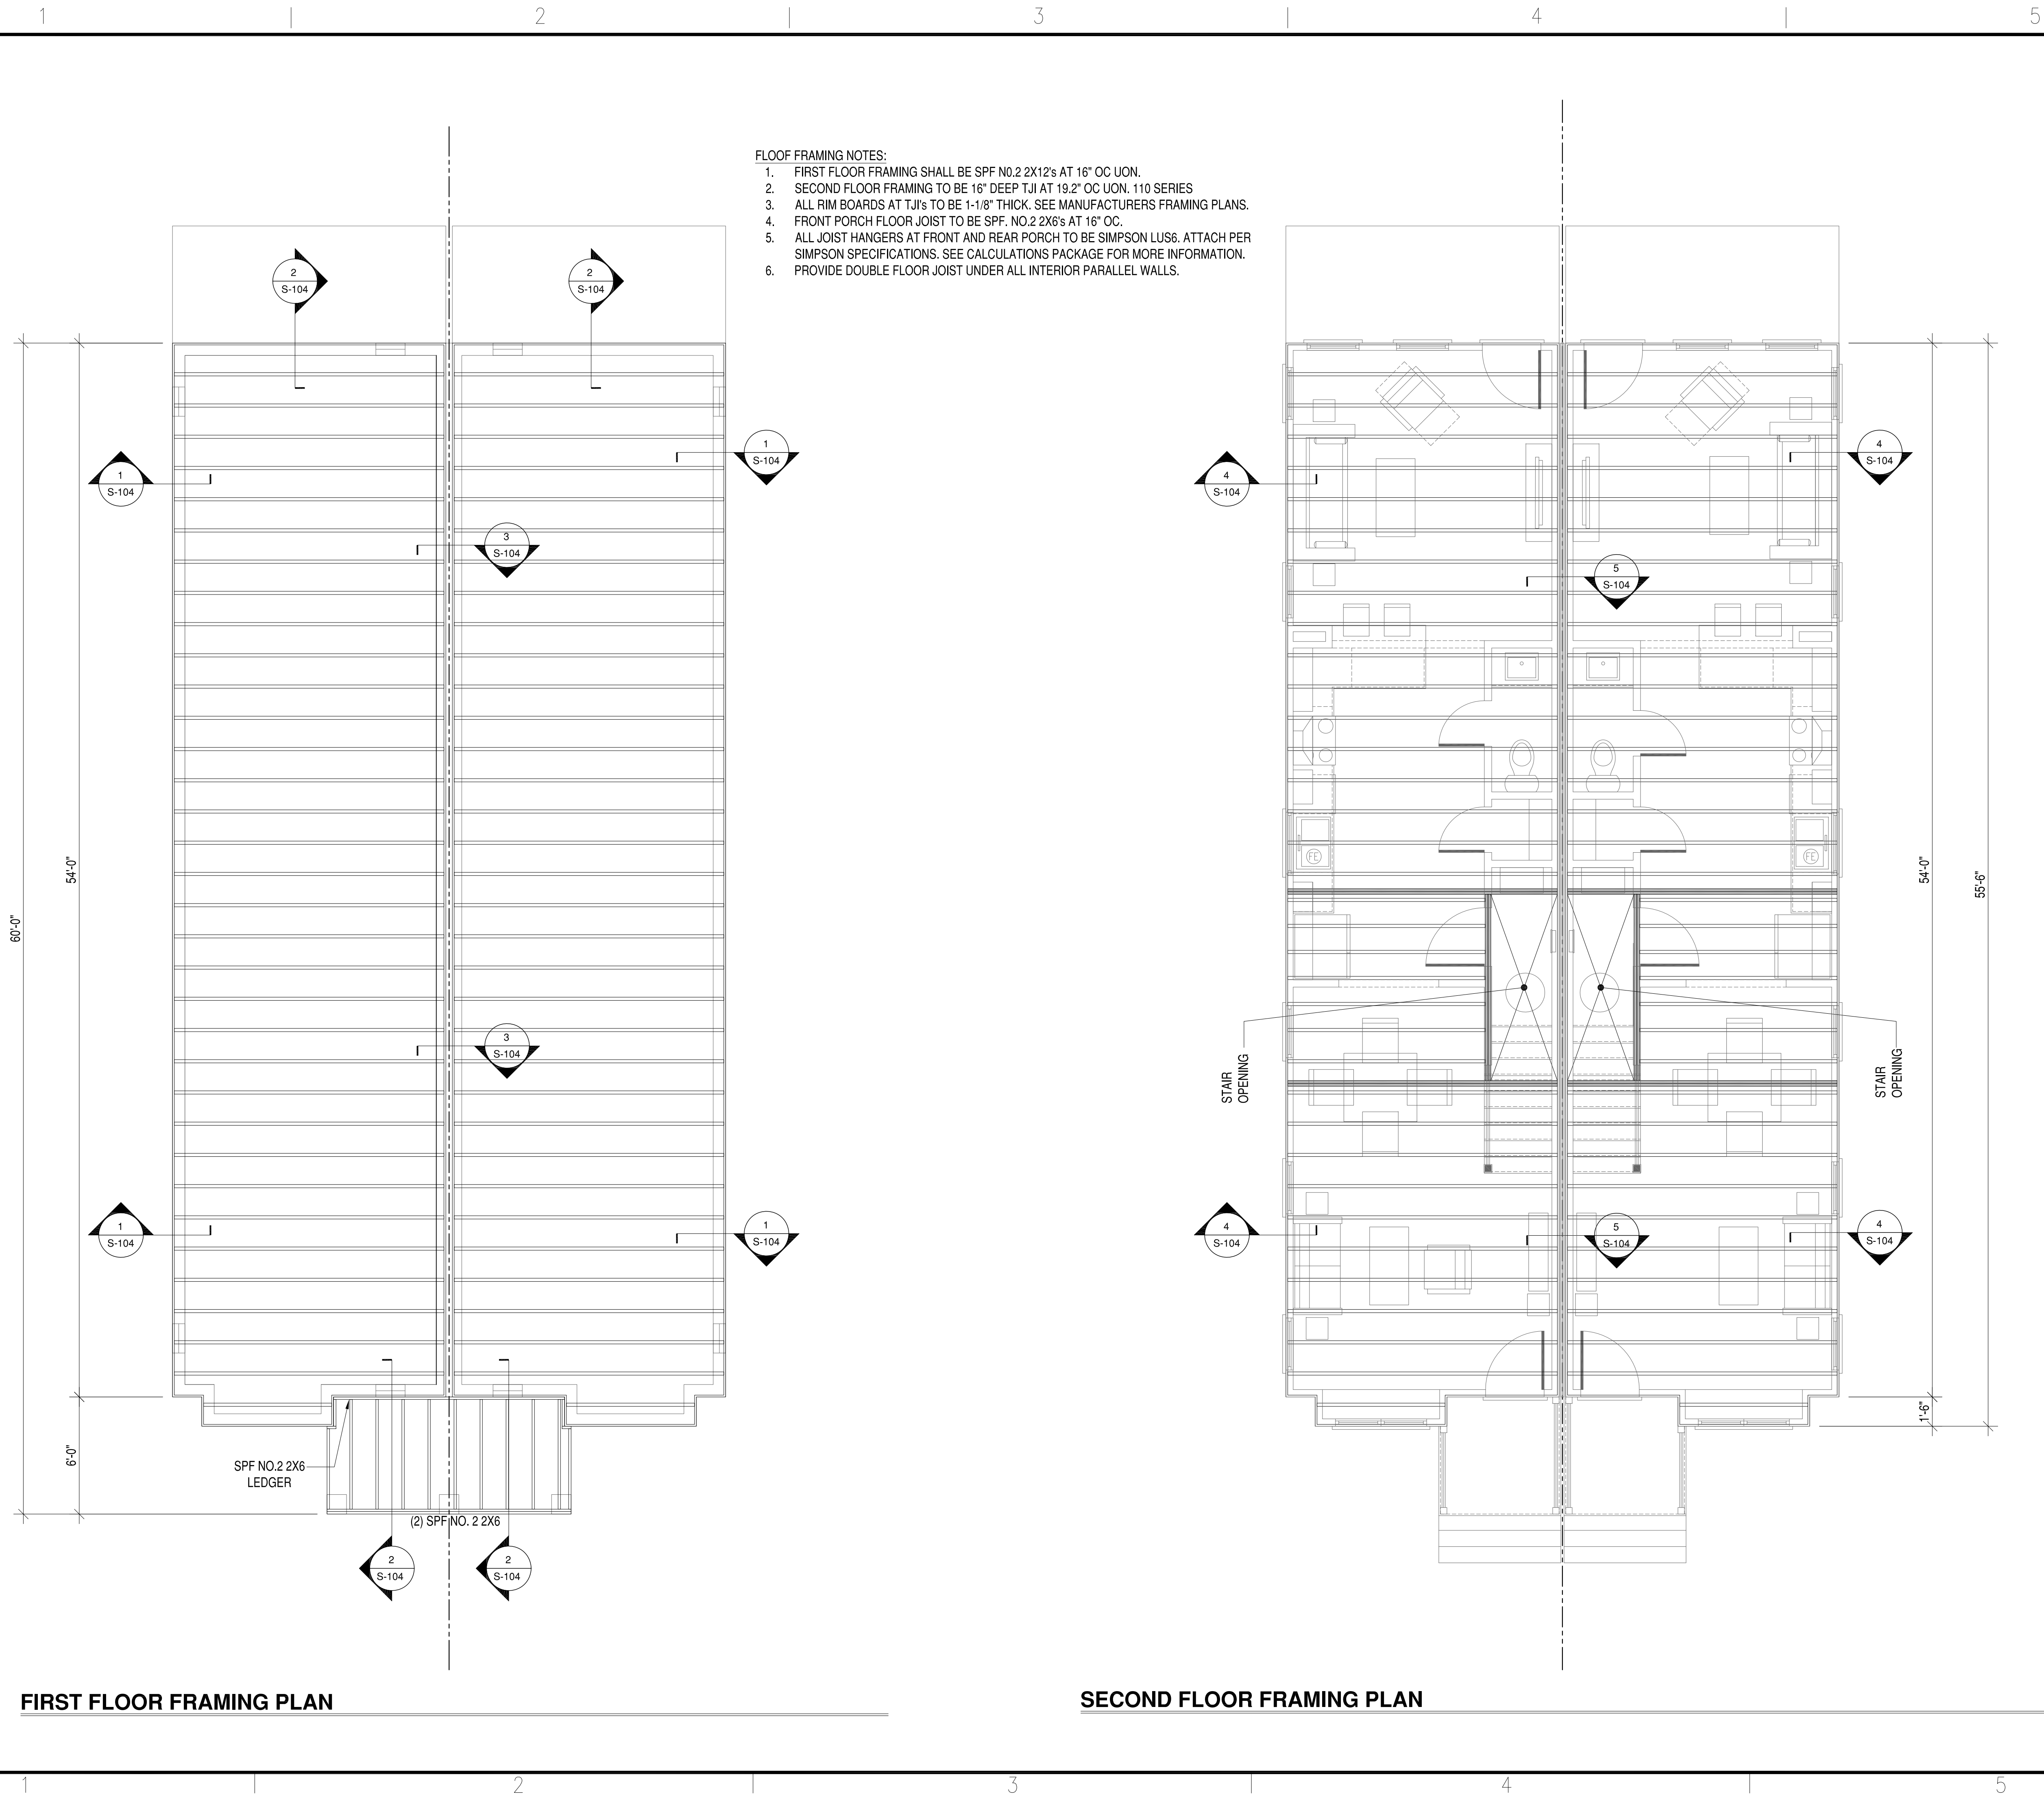 1 2 3 4 5
FLOOF FRAMING NOTES:
1. FIRST FLOOR FRAMING SHALL BE SPF N0.2 2X12's AT 16" OC UON.
2. SECOND FLOOR FRAMING TO BE 16" DEEP TJI AT 19.2" OC UON. 110 SERIES
3. ALL RIM BOARDS AT TJI's TO BE 1-1/8" THICK. SEE MANUFACTURERS FRAMING PLANS.
4. FRONT PORCH FLOOR JOIST TO BE SPF. NO.2 2X6's AT 16" OC.
5. ALL JOIST HANGERS AT FRONT AND REAR PORCH TO BE SIMPSON LUS6. ATTACH PER
SIMPSON SPECIFICATIONS. SEE CALCULATIONS PACKAGE FOR MORE INFORMATION.
6. PROVIDE DOUBLE FLOOR JOIST UNDER ALL INTERIOR PARALLEL WALLS.
2
S-104
2
S-104
1
S-104
1
S-104
3
S-104
54'-0"
60'-0"
3
S-104
1
S-104
1
S-104
6'-0"
SPF NO.2 2X6
LEDGER
(2) SPF NO. 2 2X6
2
S-104
2
S-104
FIRST FLOOR FRAMING PLAN
4
S-104
4
S-104
5
S-104
FE
FE
54'-0"
55'-6"
STAIR
OPENING
STAIR
OPENING
4
S-104
5
S-104
4
S-104
1'-6"
SECOND FLOOR FRAMING PLAN
1 2 3 4 5